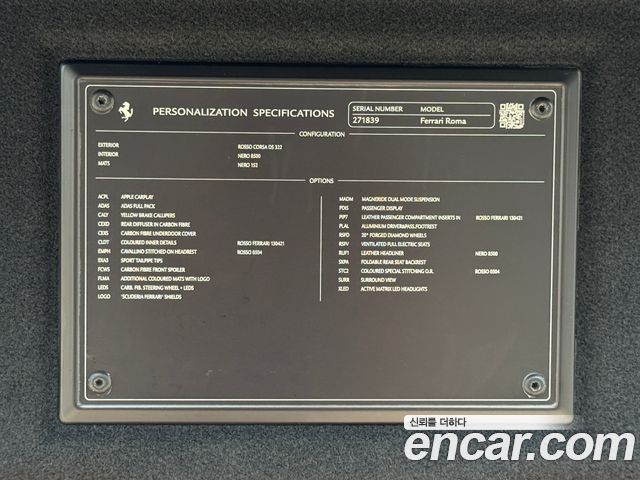 PERSONALIZATION SPECIFICATIONS
SERIAL NUMBER MODEL
271839 Ferrari Roma
CONFIGURATION
EXTERIOR ROSSO CORSA DS 322
INTERIOR NERO 8500
MATS NERO 152
OPTIONS
ACPL APPLE CARPLAY
ADAS ADAS FULL PACK
CALY YELLOW BRAKE CALLIPERS
CEXD REAR DIFFUSER IN CARBON FIBRE
CEXS CARBON FIBRE UNDERDOOR COVER
CLDT COLOURED INNER DETAILS ROSSO FERRARI 130421
EMPH CAVALLINO STITCHED ON HEADREST ROSSO 0504
EXA3 SPORT TAILPIPE TIPS
FCWS CARBON FIBRE FRONT SPOILER
FLMA ADDITIONAL COLOURED MATS WITH LOGO
LEDS CARB. FIB. STEERING WHEEL + LEDS
LOGO 'SCUDERIA FERRARI' SHIELDS
MADM MAGNERIDE DUAL MODE SUSPENSION
PDIS PASSENGER DISPLAY
PIP7 LEATHER PASSENGER COMPARTMENT INSERTS IN ROSSO FERRARI 130421
PLAL ALUMINIUM DRIVER&PASS.FOOTREST
RSFD 20" FORGED DIAMOND WHEELS
RSFV VENTILATED FULL ELECTRIC SEATS
RUF1 LEATHER HEADLINER NERO 8500
SKPA FOLDABLE REAR SEAT BACKREST
STC2 COLOURED SPECIAL STITCHING O.R. ROSSO 0504
SURR SURROUND VIEW
XLED ACTIVE MATRIX LED HEADLIGHTS
신뢰를 더하다
encar.com